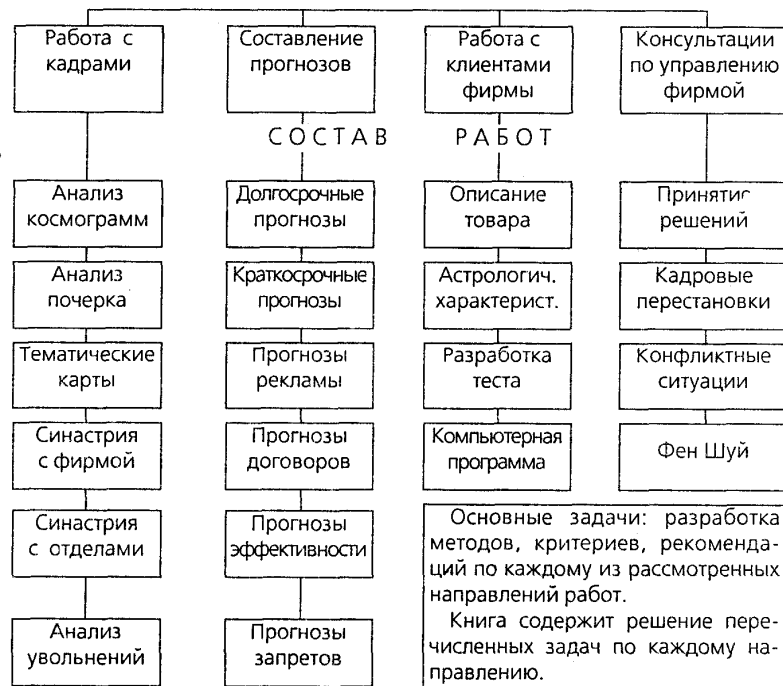 Работа с
кадрами
Составление
прогнозов
Работа с
клиентами
фирмы
Консультации
по управлению
фирмой
СОСТАВ РАБОТ
Анализ
космограмм
Анализ
почерка
Тематические
карты
Синастрия
с фирмой
Синастрия
с отделами
Анализ
увольнений
Долгосрочные
прогнозы
Краткосрочные
прогнозы
Прогнозы
рекламы
Прогнозы
договоров
Прогнозы
эффективности
Прогнозы
запретов
Описание
товара
Астрологич.
характерист.
Разработка
теста
Компьютерная
программа
Принятие
решений
Кадровые
перестановки
Конфликтные
ситуации
Фен Шуй
Основные задачи: разработка
методов, критериев, рекоменда-
ций по каждому из рассмотренных
направлений работ.
Книга содержит решение пере-
численных задач по каждому на-
правлению.